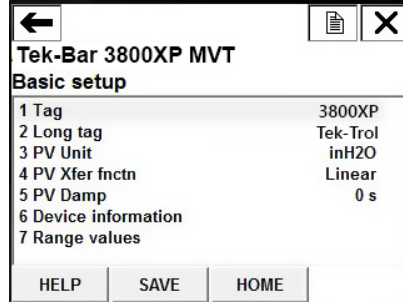 Tek-Bar 3800XP MVT
Basic setup
1 Tag 3800XP
2 Long tag Tek-Trol
3 PV Unit inH2O
4 PV Xfer fnctn Linear
5 PV Damp 0 s
6 Device information
7 Range values
HELP SAVE HOME